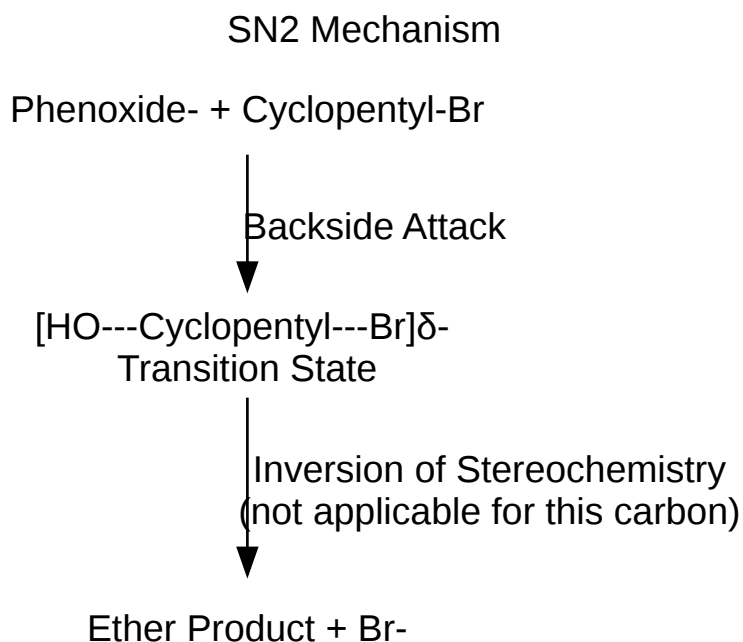 SN2 Mechanism
Phenoxide- + Cyclopentyl-Br
Backside Attack
[HO---Cyclopentyl---Br]δ-
Transition State
Inversion of Stereochemistry
(not applicable for this carbon)
Ether Product + Br-